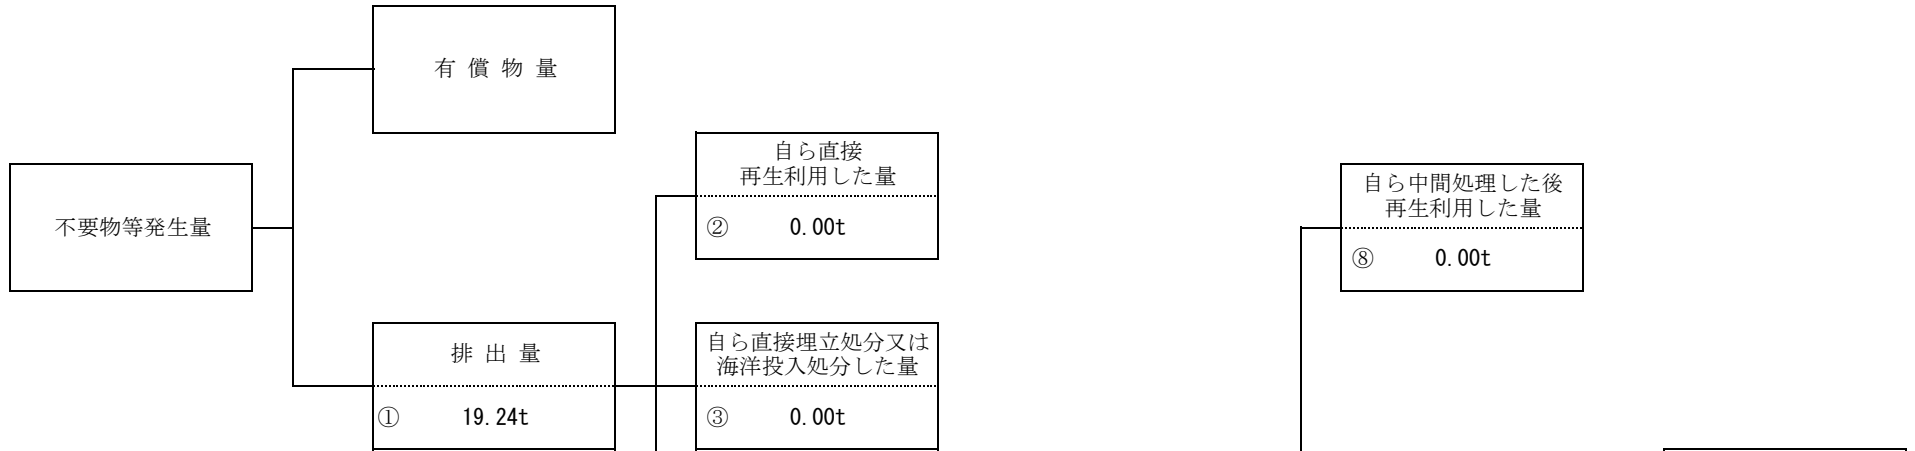 有 償 物 量
自ら直接
再生利用した量
② 0.00t
自ら中間処理した後
再生利用した量
⑧ 0.00t
不要物等発生量
排 出 量
① 19.24t
自ら直接埋立処分又は
海洋投入処分した量
③ 0.00t